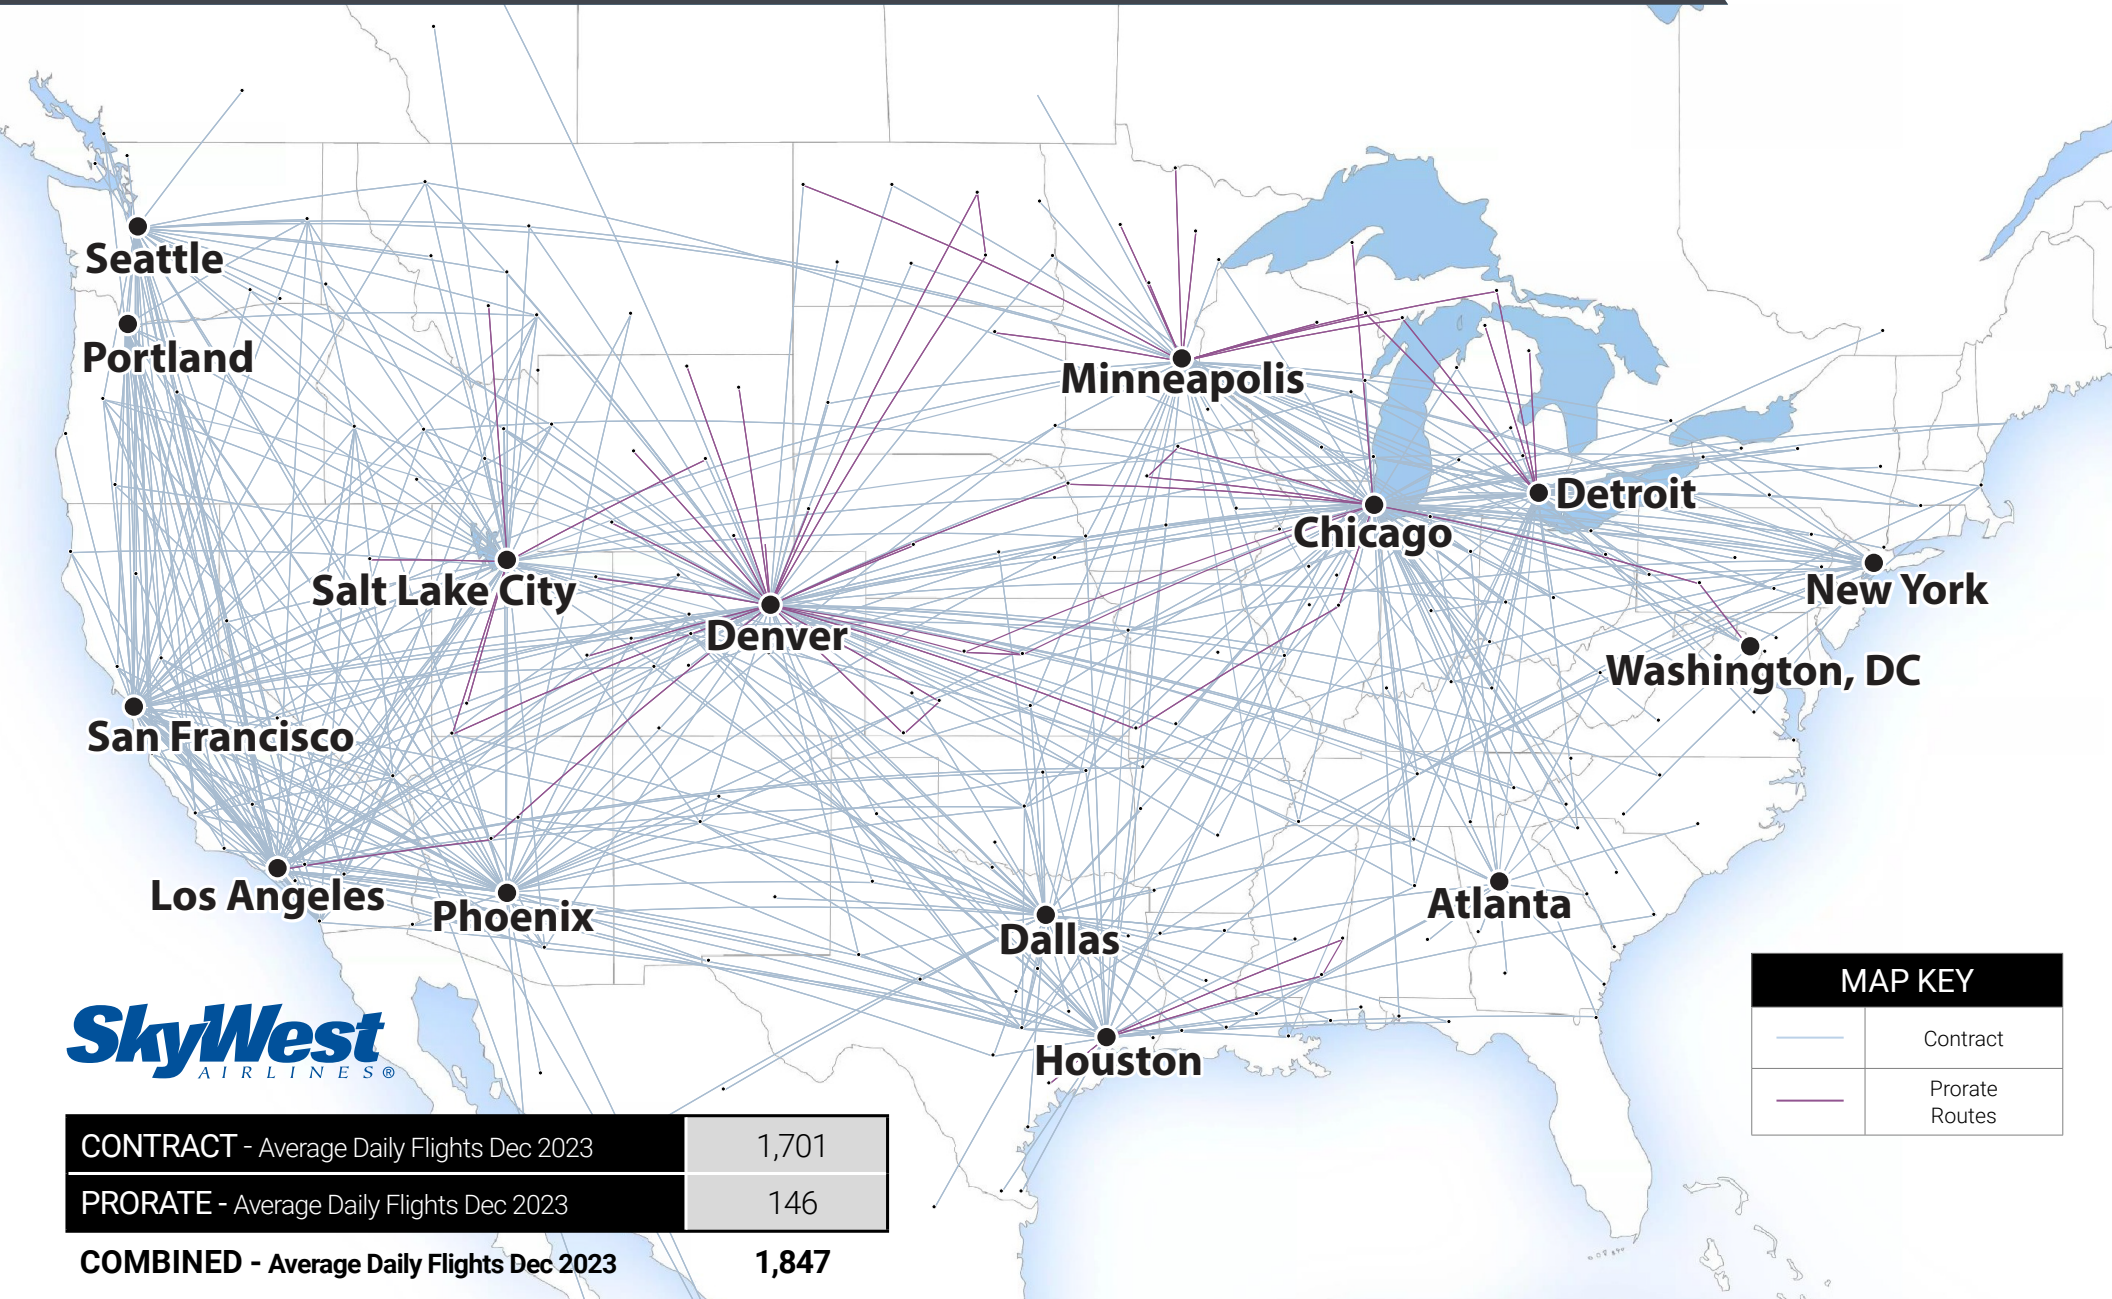 Seattle
Portland
Minneapolis
Detroit
Chicago
Salt Lake City
New York
Denver
Washington, DC
San Francisco
Los Angeles
Phoenix
Atlanta
Dallas
Houston
MAP KEY
Contract
Prorate
Routes
SkyWest
AIRLINES®
CONTRACT - Average Daily Flights Dec 2023 1,701
PRORATE - Average Daily Flights Dec 2023 146
COMBINED - Average Daily Flights Dec 2023 1,847